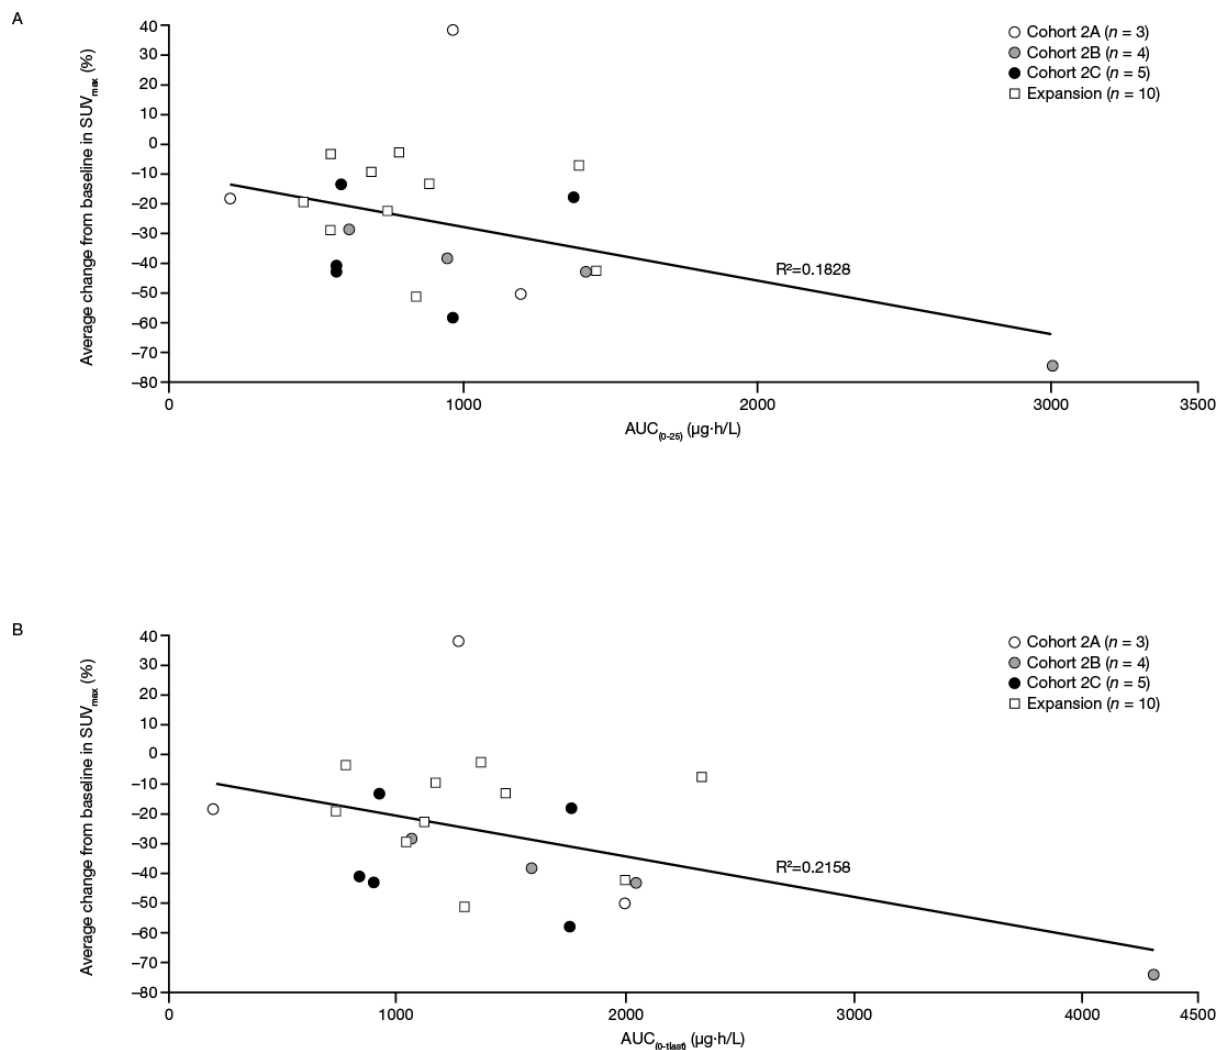 A
Average change from baseline in SUVmax (%)
40
30
20
10
0
–10
–20
–30
–40
–50
–60
–70
–80
0
1000
2000
3000
3500
AUC(0-25) (µg·h/L)
R²=0.1828
Cohort 2A (n = 3)
Cohort 2B (n = 4)
Cohort 2C (n = 5)
Expansion (n = 10)
B
Average change from baseline in SUVmax (%)
40
30
20
10
0
–10
–20
–30
–40
–50
–60
–70
–80
0
1000
2000
3000
4000
4500
AUC(0-tlast) (µg·h/L)
R²=0.2158
Cohort 2A (n = 3)
Cohort 2B (n = 4)
Cohort 2C (n = 5)
Expansion (n = 10)